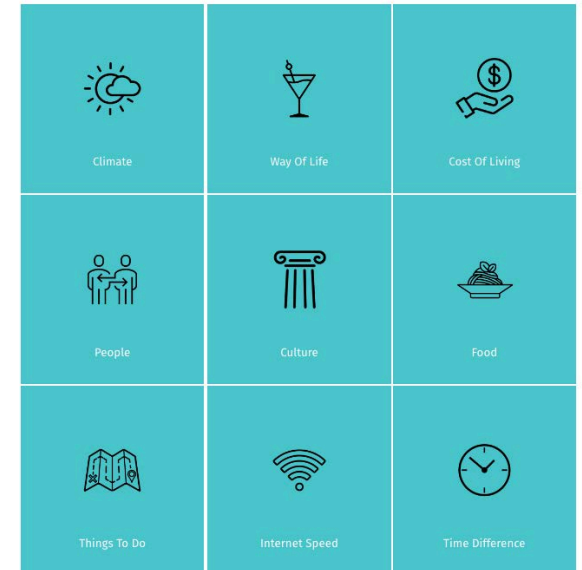 Climate
Way Of Life
$
Cost Of Living
People
Culture
Food
Things To Do
Internet Speed
Time Difference